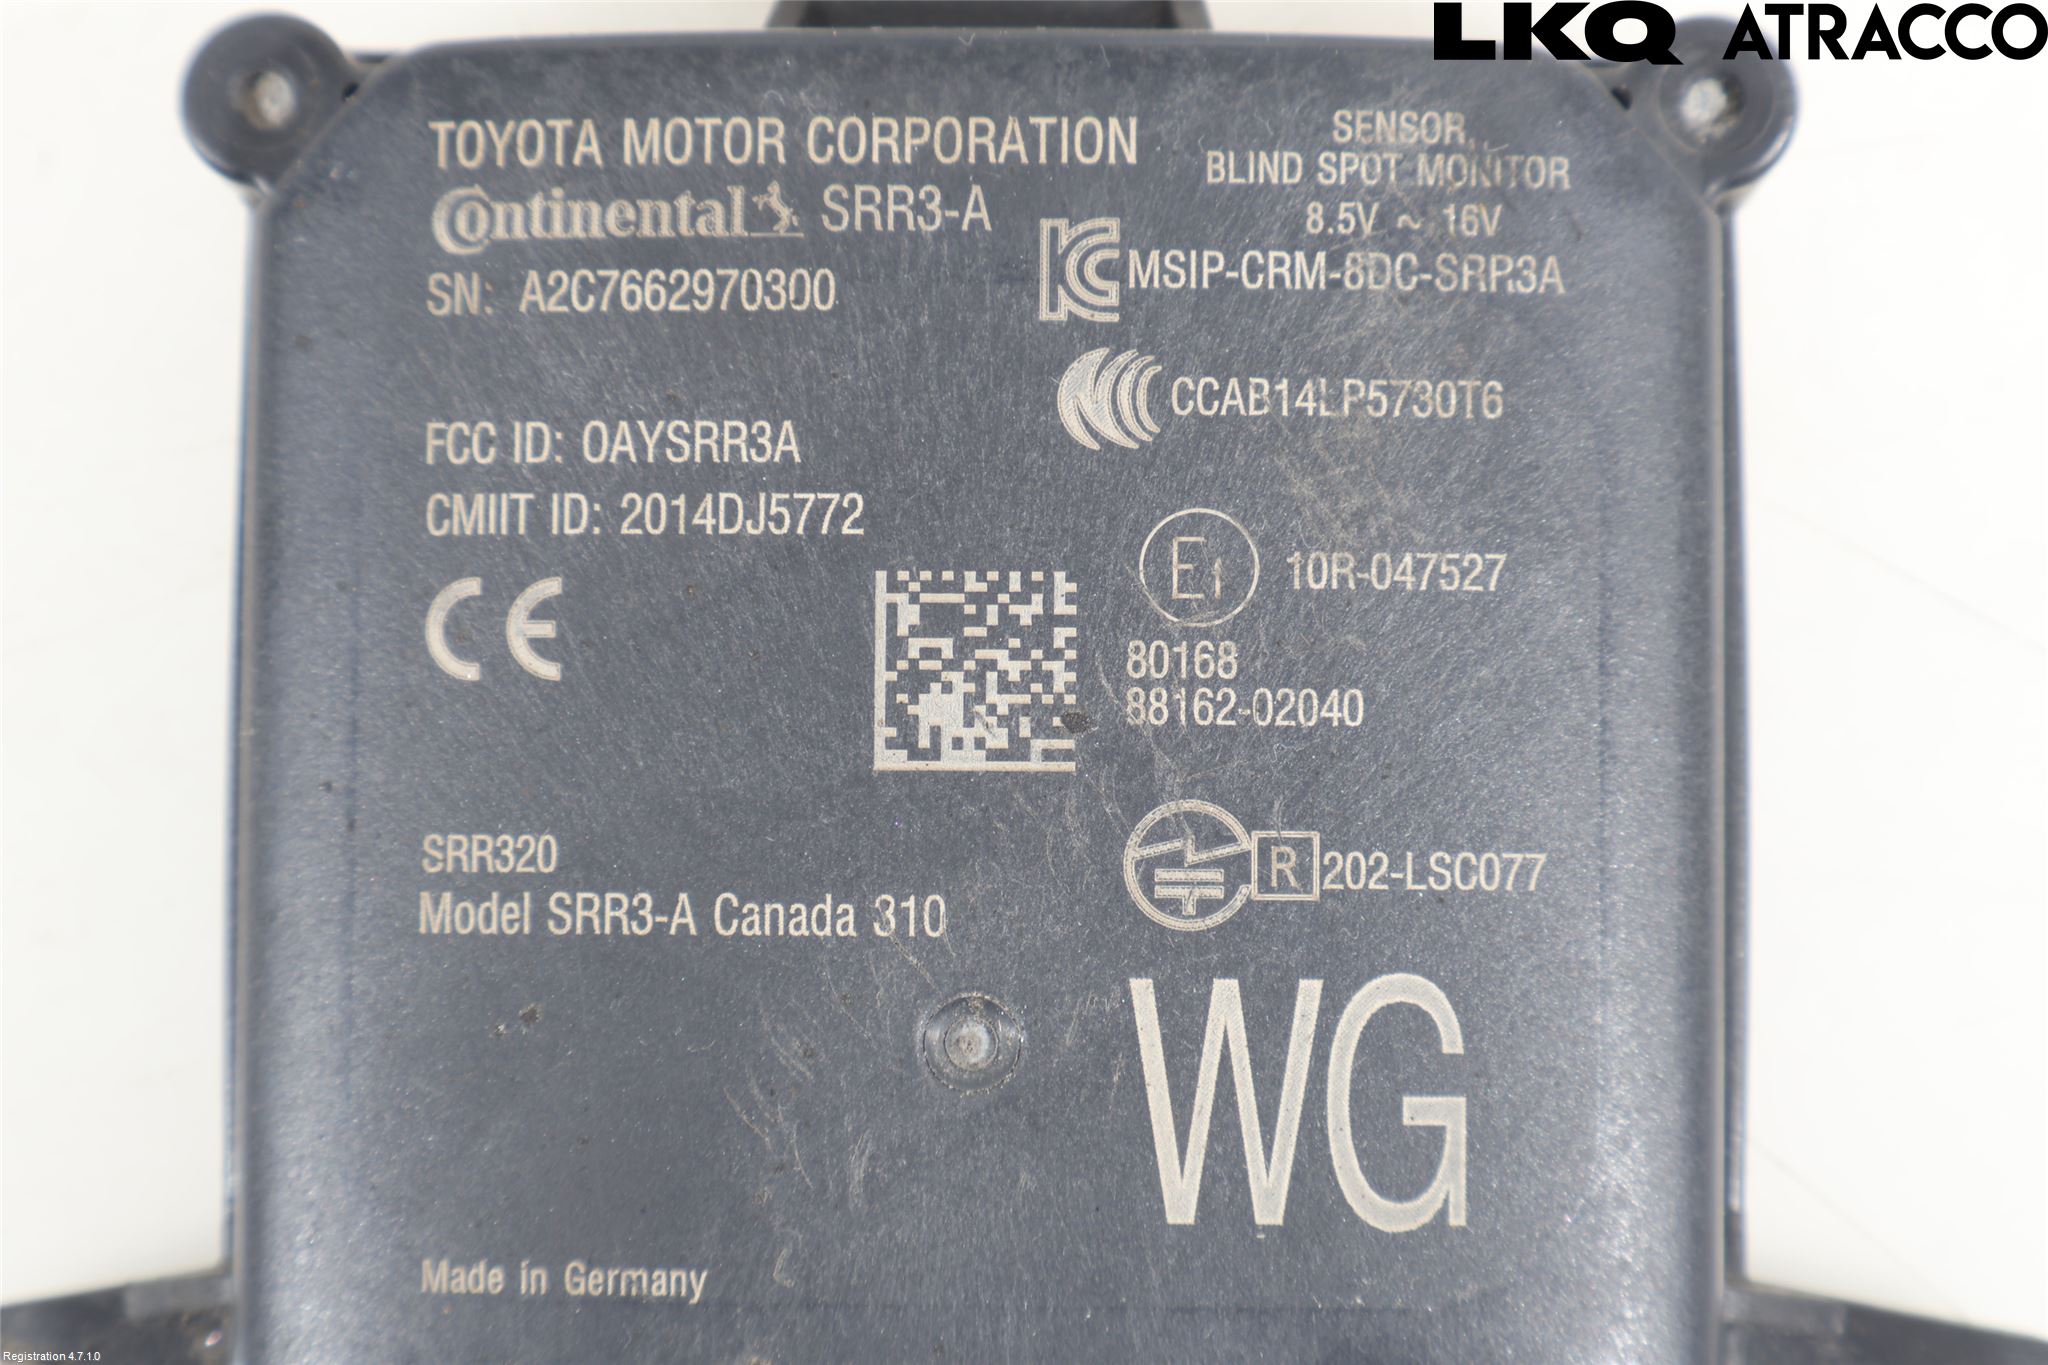 LKQ ATRACCO
TOYOTA MOTOR CORPORATION
Continental SRR3-A
SN: A2C7662970300
SENSOR,
BLIND SPOT MONITOR
8.5V ~ 16V
MSIP-CRM-8DC-SRR3A
CCAB14LP5730T6
FCC ID: OAYSRR3A
CMIIT ID: 2014DJ5772
CE
E1 10R-047527
80168
88162-02040
SRR320
Model SRR3-A Canada 310
R 202-LSC077
WG
Made in Germany
Registration 4.7.1.0